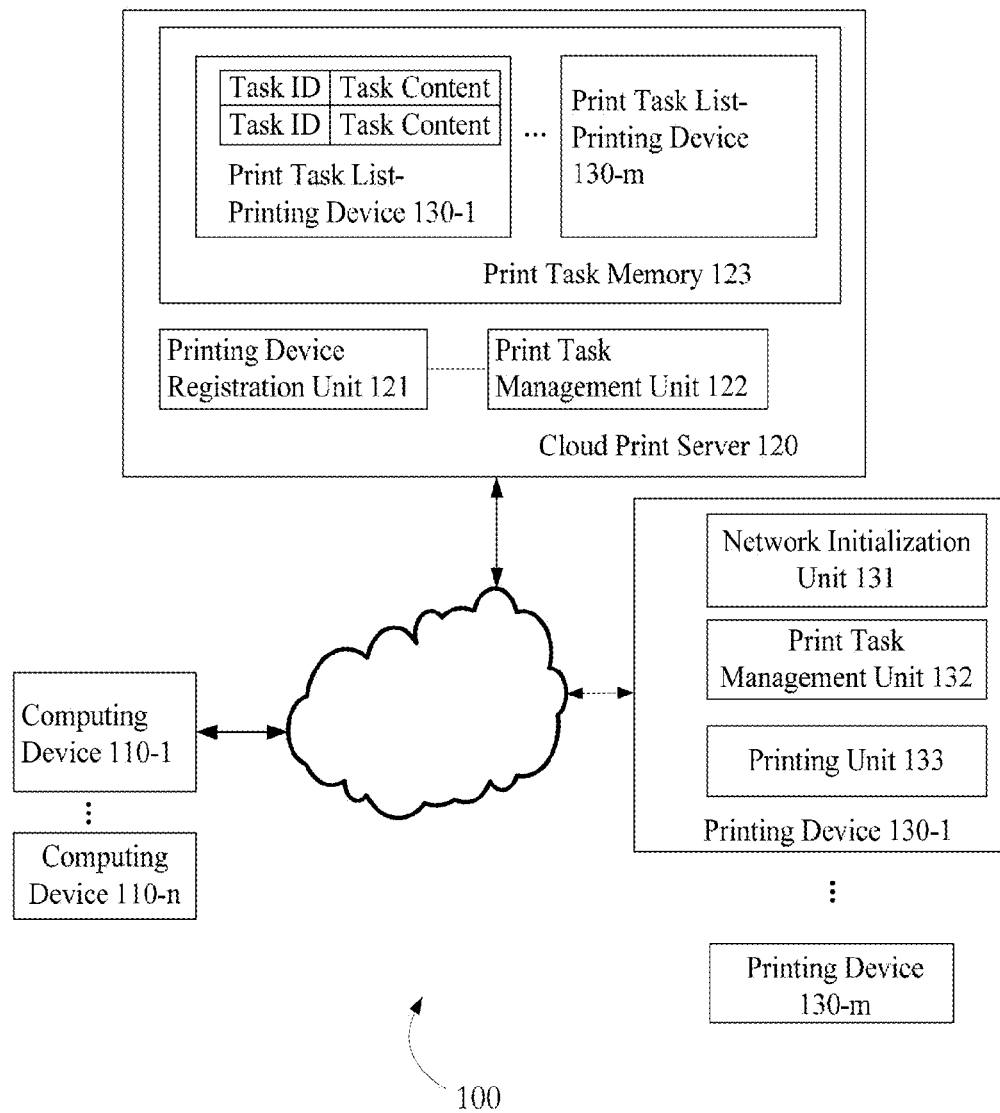 Task ID Task Content
Task ID Task Content
Print Task List-
Printing Device 130-1
...
Print Task List-
Printing Device
130-m
Print Task Memory 123
Printing Device
Registration Unit 121
Print Task
Management Unit 122
Cloud Print Server 120
Network Initialization
Unit 131
Print Task
Management Unit 132
Printing Unit 133
Printing Device 130-1
...
Printing Device
130-m
Computing
Device 110-1
...
Computing
Device 110-n
100